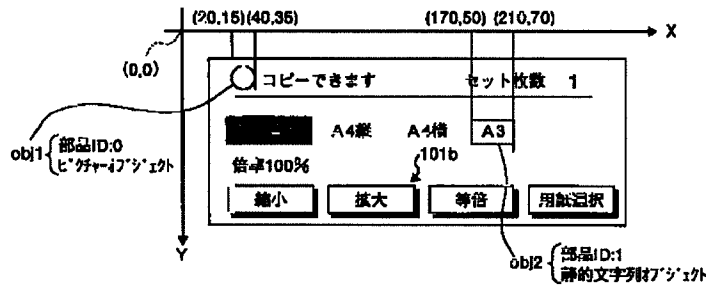 (20,15)(40,35) (170,50) (210,70)
X
(0,0)
コピーできます セット枚数 1
A4縦 A4横 A3
obj1 部品ID:0
ピクチャーオブジェクト
倍率100%
101b
縮小 拡大 等倍 用紙選択
Y
obj2 部品ID:1
静的文字列オブジェクト